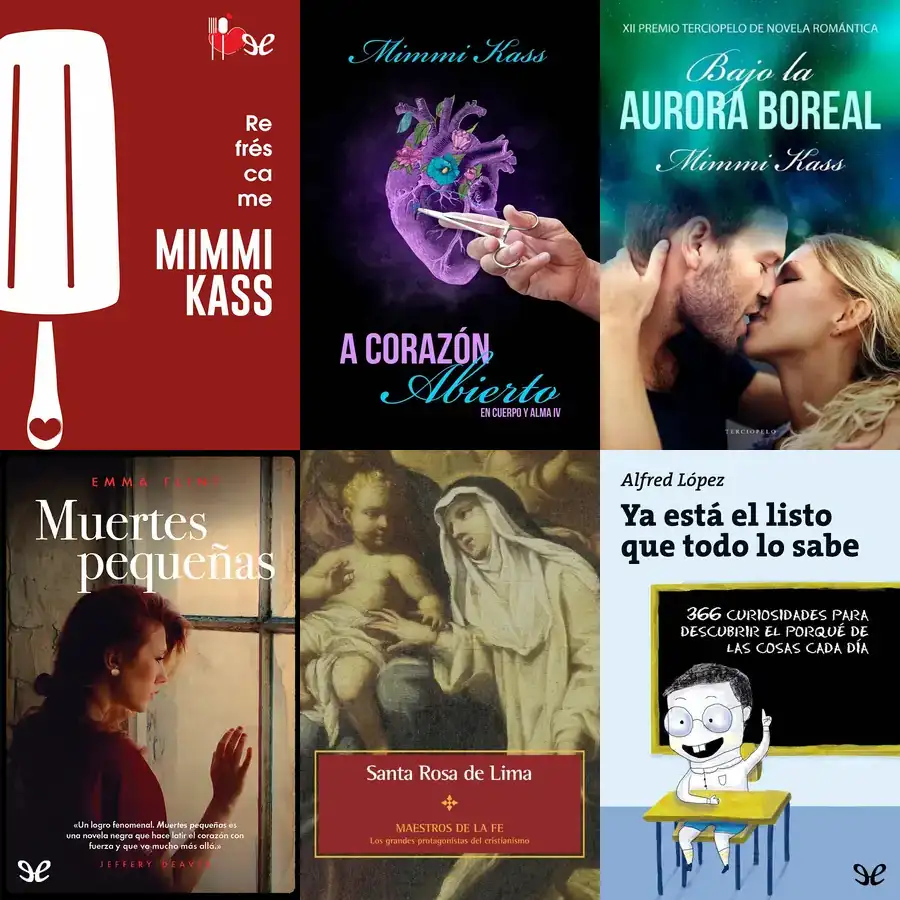 Re
frés
ca
me
MIMMI
KASS
Mimmi Kass
A CORAZÓN
Abierto
EN CUERPO Y ALMA IV
XII PREMIO TERCIOPELO DE NOVELA ROMÁNTICA
Bajo la
AURORA BOREAL
Mimmi Kass
TERCIOPELO
EMMA FLINT
Muertes
pequeñas
«Un logro fenomenal. Muertes pequeñas es
una novela negra que hace latir el corazón con
fuerza y que va mucho más allá.»
JEFFERY DEAVER
Santa Rosa de Lima
MAESTROS DE LA FE
Los grandes protagonistas del cristianismo
Alfred López
Ya está el listo
que todo lo sabe
366 CURIOSIDADES PARA
DESCUBRIR EL PORQUÉ DE
LAS COSAS CADA DÍA